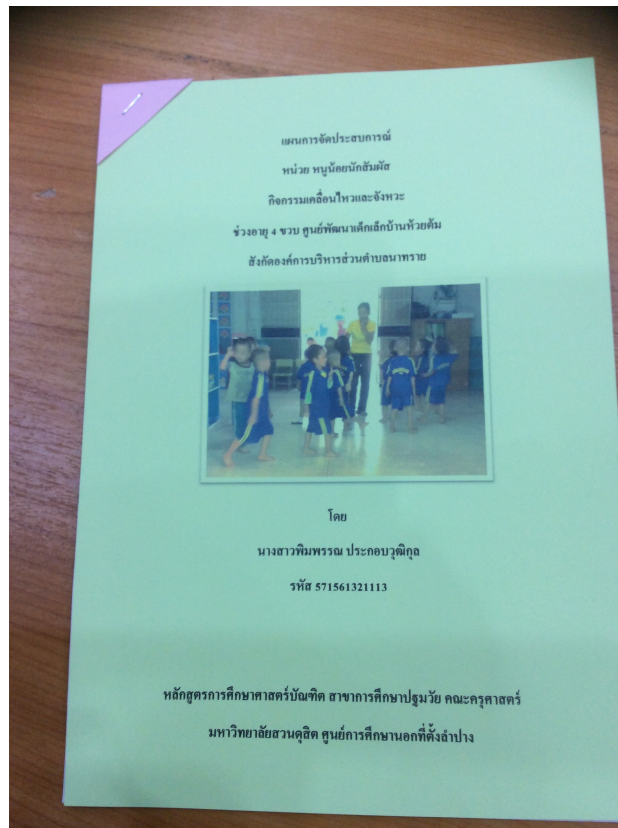 แผนการจัดประสบการณ์
หน่วย หนูน้อยนักสัมผัส
กิจกรรมเคลื่อนไหวและจังหวะ
ช่วงอายุ 4 ขวบ ศูนย์พัฒนาเด็กเล็กบ้านห้วยต้ม
สังกัดองค์การบริหารส่วนตำบลนาทราย
โดย
นางสาวพิมพรรณ ประกอบวุฒิกุล
รหัส 571561321113
หลักสูตรการศึกษาศาสตร์บัณฑิต สาขาการศึกษาปฐมวัย คณะครุศาสตร์
มหาวิทยาลัยสวนดุสิต ศูนย์การศึกษานอกที่ตั้งลำปาง